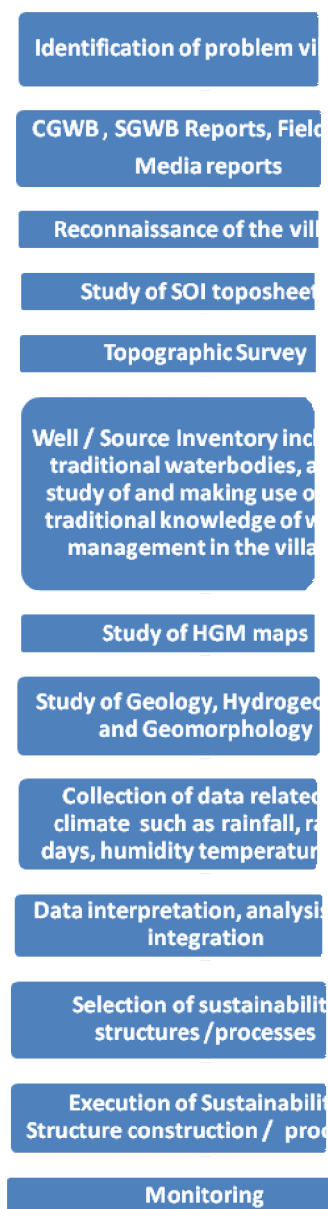 Identification of problem vi
CGWB , SGWB Reports, Field
Media reports
Reconnaissance of the vill
Study of SOI toposheet
Topographic Survey
Well / Source Inventory incl
traditional waterbodies, a
study of and making use o
traditional knowledge of w
management in the villa
Study of HGM maps
Study of Geology, Hydrogeo
and Geomorphology
Collection of data related
climate such as rainfall, ra
days, humidity temperatur
Data interpretation, analysis
integration
Selection of sustainabilit
structures /processes
Execution of Sustainabilit
Structure construction / proc
Monitoring